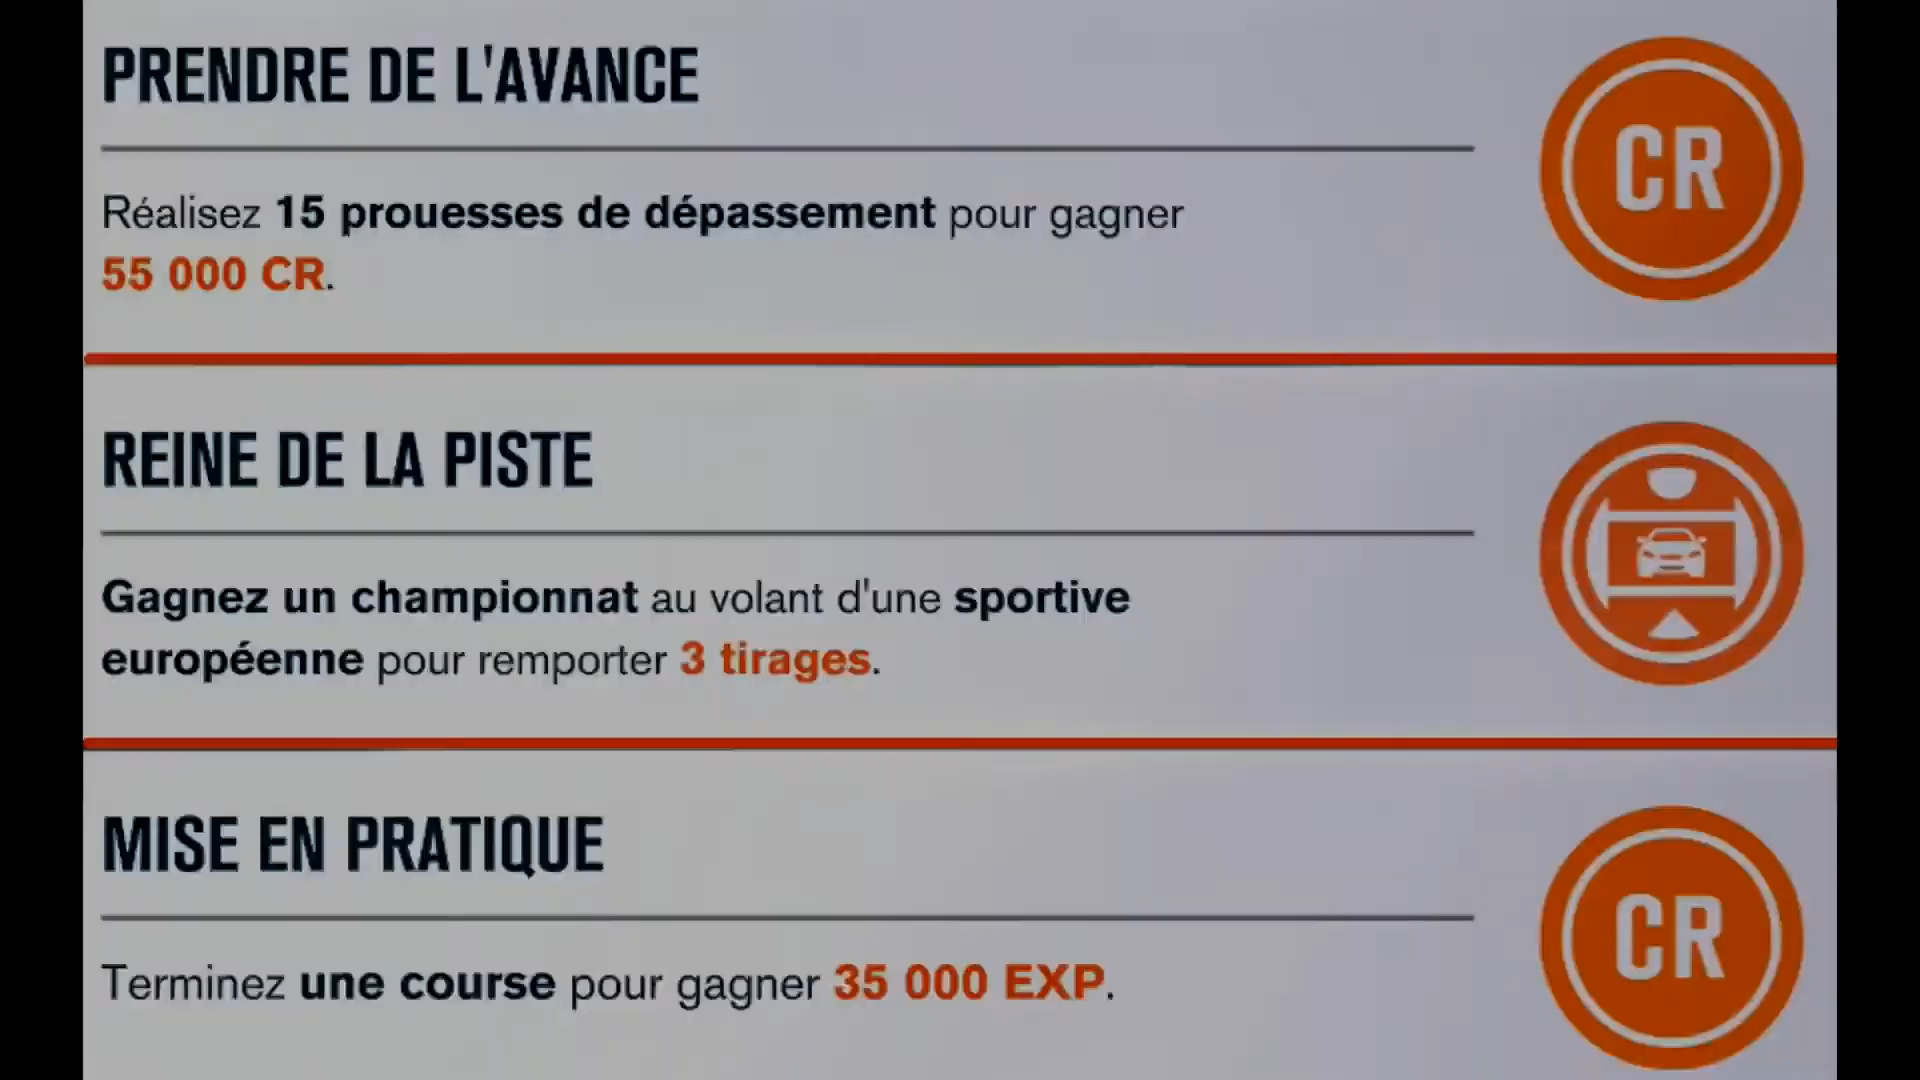 PRENDRE DE L'AVANCE
CR
Réalisez 15 prouesses de dépassement pour gagner
55 000 CR.
REINE DE LA PISTE
Gagnez un championnat au volant d'une sportive
européenne pour remporter 3 tirages.
MISE EN PRATIQUE
CR
Terminez une course pour gagner 35 000 EXP.